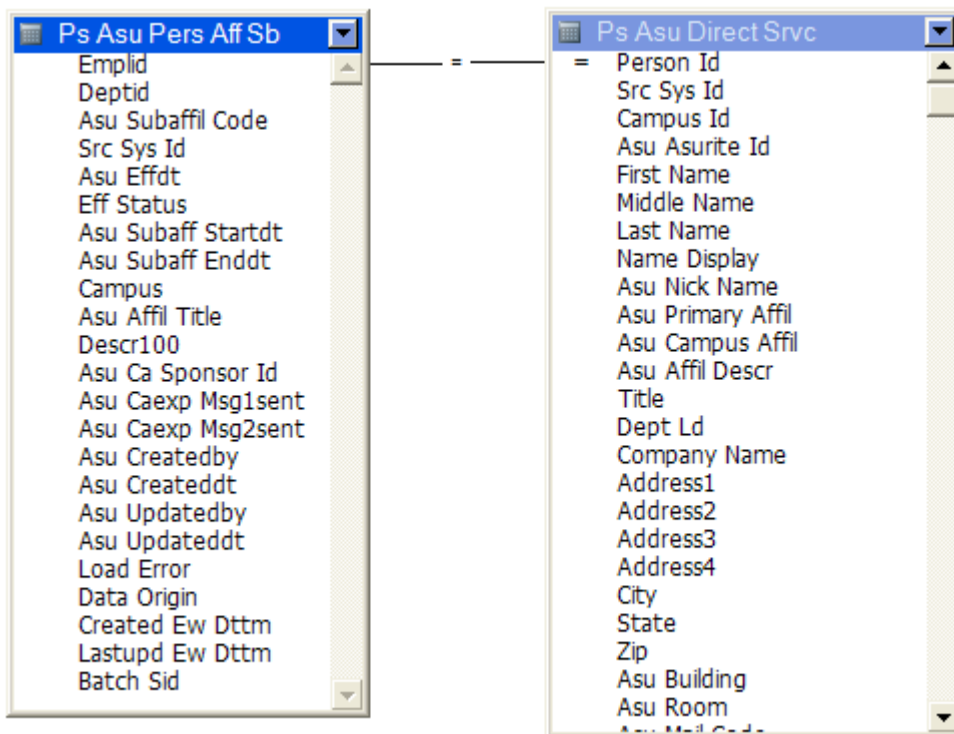 Ps Asu Pers Aff Sb
Emplid
Deptid
Asu Subaffil Code
Src Sys Id
Asu Effdt
Eff Status
Asu Subaff Startdt
Asu Subaff Enddt
Campus
Asu Affil Title
Descr100
Asu Ca Sponsor Id
Asu Caexp Msg1sent
Asu Caexp Msg2sent
Asu Createdby
Asu Createddt
Asu Updatedby
Asu Updateddt
Load Error
Data Origin
Created Ew Dttm
Lastupd Ew Dttm
Batch Sid
=
Ps Asu Direct Srvc
= Person Id
Src Sys Id
Campus Id
Asu Asurite Id
First Name
Middle Name
Last Name
Name Display
Asu Nick Name
Asu Primary Affil
Asu Campus Affil
Asu Affil Descr
Title
Dept Ld
Company Name
Address1
Address2
Address3
Address4
City
State
Zip
Asu Building
Asu Room
Asu Mail Code